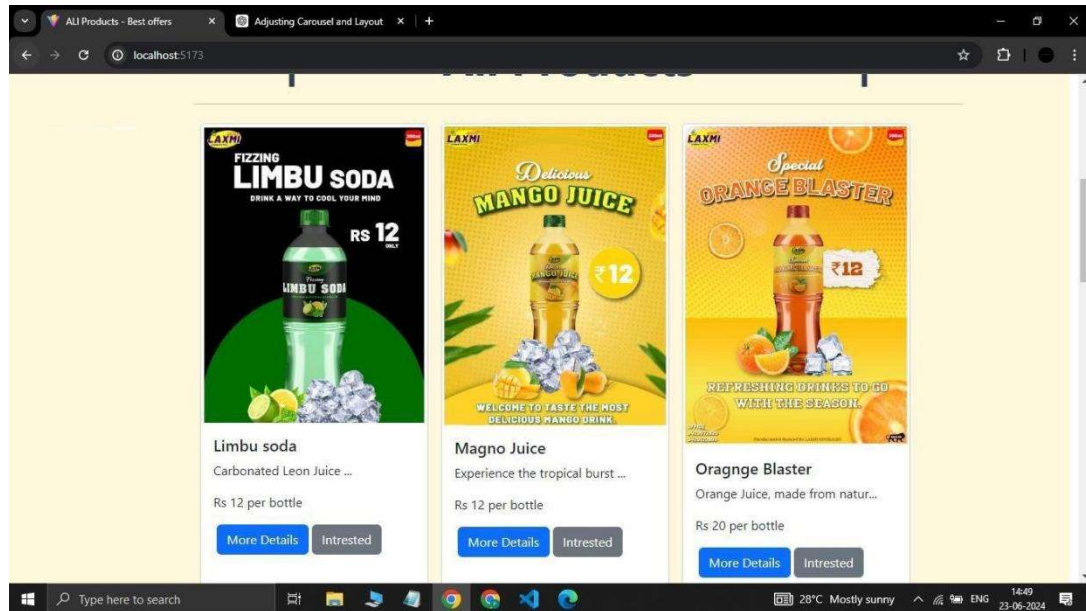 ALI Products - Best offers
Adjusting Carousel and Layout
localhost:5173
All Products
LAXMI
FIZZING
LIMBU SODA
DRINK A WAY TO COOL YOUR MIND
RS 12
ONLY
LIMBU SODA
Limbu soda
Carbonated Leon Juice ...
Rs 12 per bottle
More Details
Intrested
LAXMI
Delicious
MANGO JUICE
₹12
MANGO JUICE
WELCOME TO TASTE THE MOST
DELICIOUS MANGO DRINK.
Magno Juice
Experience the tropical burst ...
Rs 12 per bottle
More Details
Intrested
LAXMI
Special
ORANGE BLASTER
₹12
REFRESHING DRINKS TO GO
WITH THE SEASON.
Oragnge Blaster
Orange Juice, made from natur...
Rs 20 per bottle
More Details
Intrested
Type here to search
28°C Mostly sunny
ENG
14:49
23-06-2024